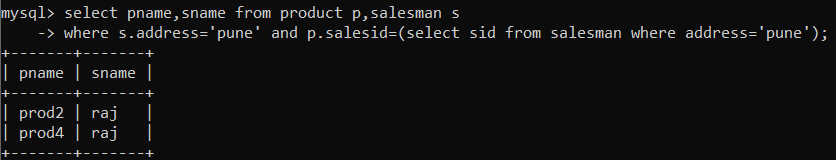 mysql> select pname,sname from product p,salesman s
    -> where s.address='pune' and p.salesid=(select sid from salesman where address='pune');
+-------+-------+
| pname | sname |
+-------+-------+
| prod2 | raj   |
| prod4 | raj   |
+-------+-------+